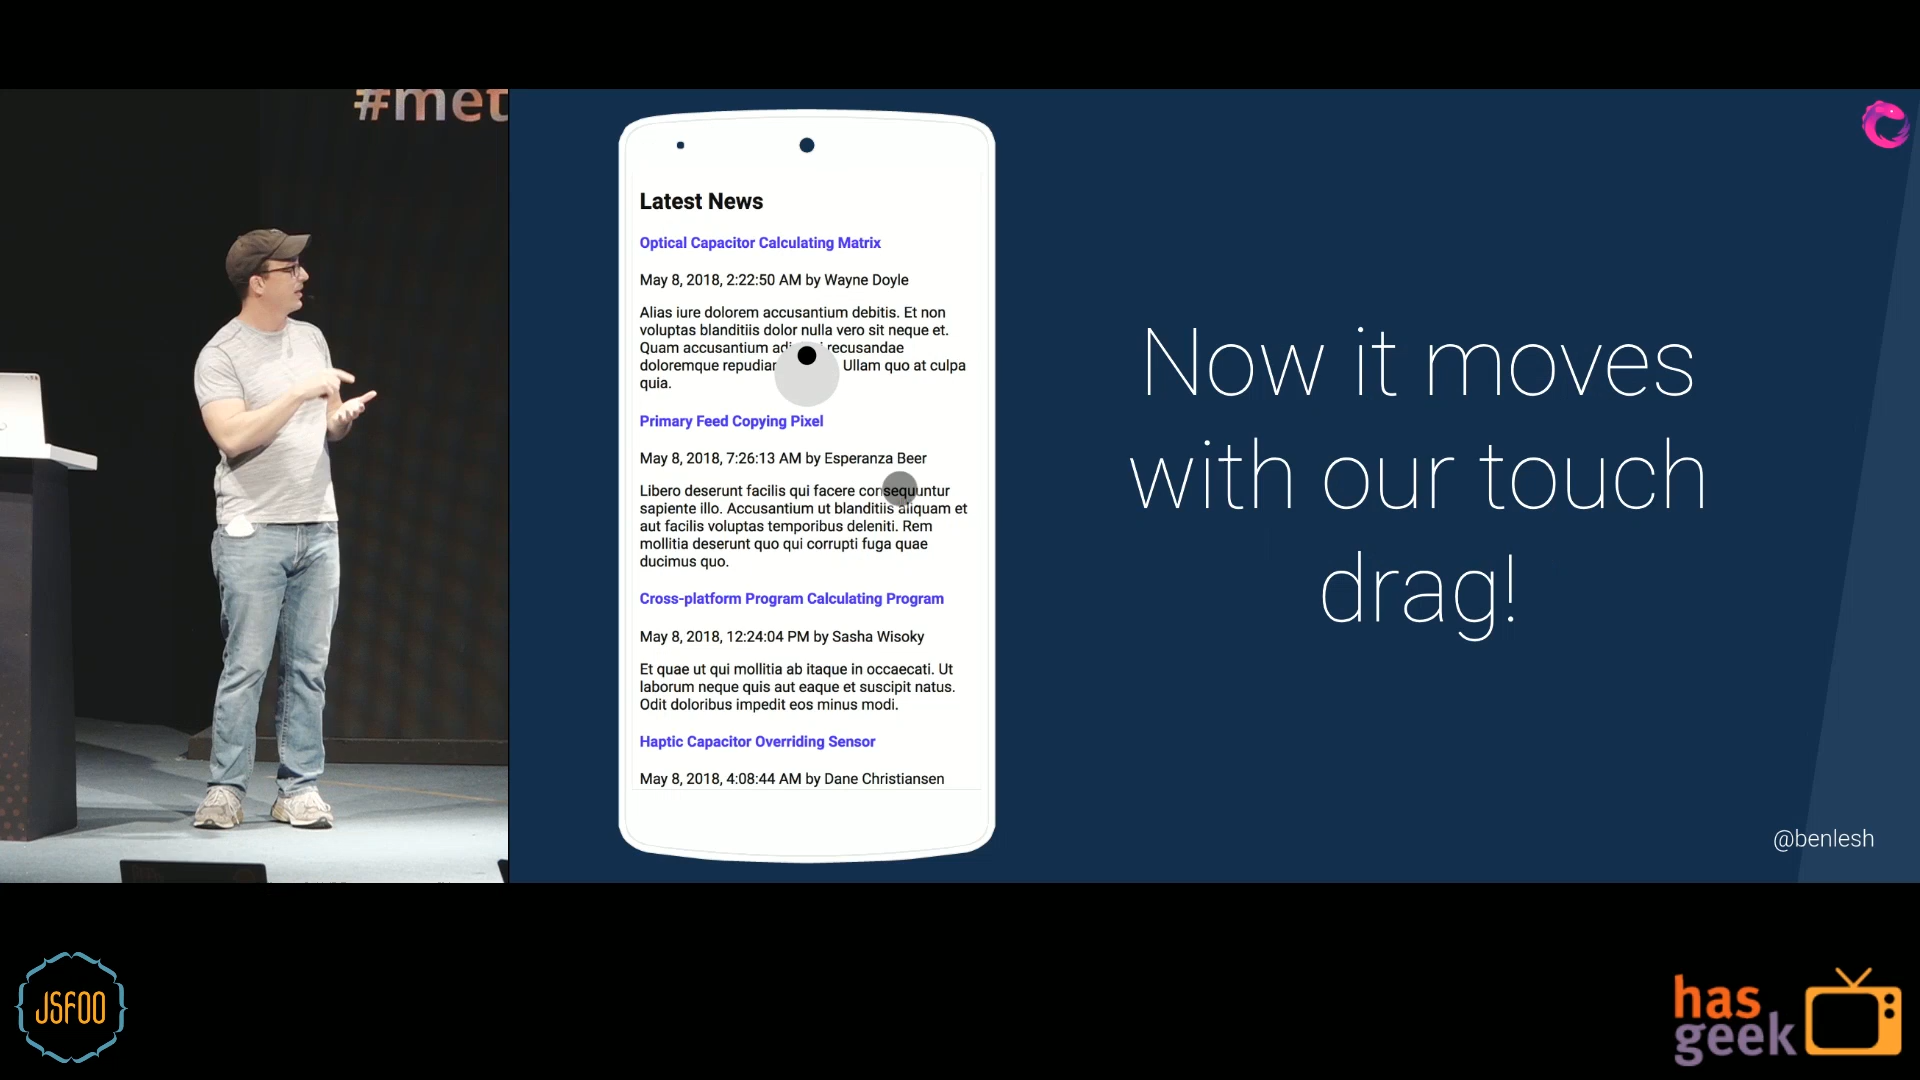 #met
Latest News
Optical Capacitor Calculating Matrix
May 8, 2018, 2:22:50 AM by Wayne Doyle
Alias iure dolorem accusantium debitis. Et non
voluptas blanditiis dolor nulla vero sit neque et.
Quam accusantium recusandae
doloremque Ullam quo at culpa
quia.
Primary Feed Copying Pixel
May 8, 2018, 7:26:13 AM by Esperanza Beer
Libero deserunt facilis qui facere consequuntur
sapiente illo. Accusantium ut blanditiis aliquam et
aut facilis voluptas temporibus deleniti. Rem
mollitia deserunt quo qui corrupti fuga quae
ducimus quo.
Cross-platform Program Calculating Program
May 8, 2018, 12:24:04 PM by Sasha Wisoky
Et quae ut qui mollitia ab itaque in occaecati. Ut
laborum neque quis aut eaque et suscipit natus.
Odit doloribus impedit eos minus modi.
Haptic Capacitor Overriding Sensor
May 8, 2018, 4:08:44 AM by Dane Christiansen
Now it moves
with our touch
drag!
@benlesh
JSFOO
has
geek